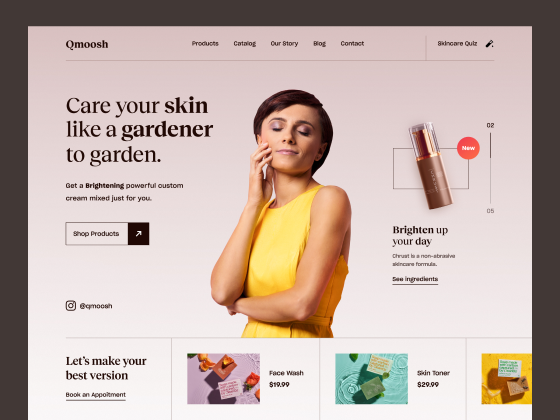 Qmoosh
Products
Catalog
Our Story
Blog
Contact
Skincare Quiz
Care your skin
like a gardener
to garden.
Get a Brightening powerful custom
cream mixed just for you.
Shop Products
@qmoosh
02
New
05
Brighten up
your day
Chrust is a non-abrasive
skincare formula.
See ingredients
Let's make your
best version
Book an Appoitment
Face Wash
$19.99
Skin Toner
$29.99